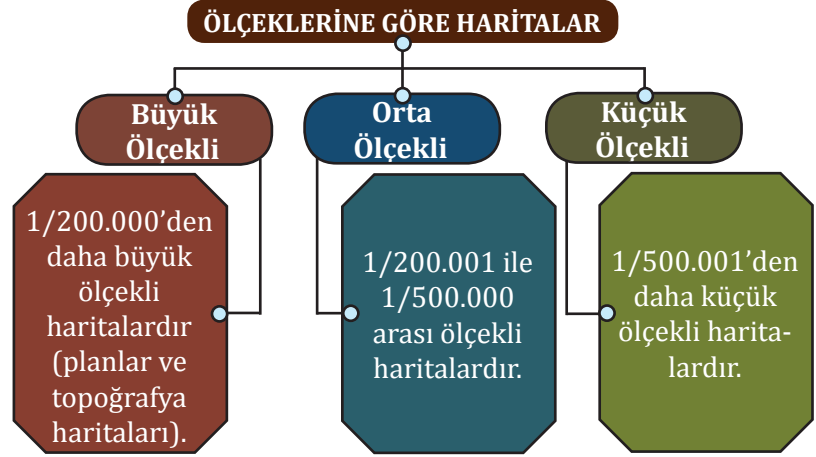 ÖLÇEKLERİNE GÖRE HARİTALAR
Büyük
Ölçekli
Orta
Ölçekli
Küçük
Ölçekli
1/200.000’den
daha büyük
ölçekli
haritalardır
(planlar ve
topoğrafya
haritaları).
1/200.001 ile
1/500.000
arası ölçekli
haritalardır.
1/500.001’den
daha küçük
ölçekli harita-
lardır.